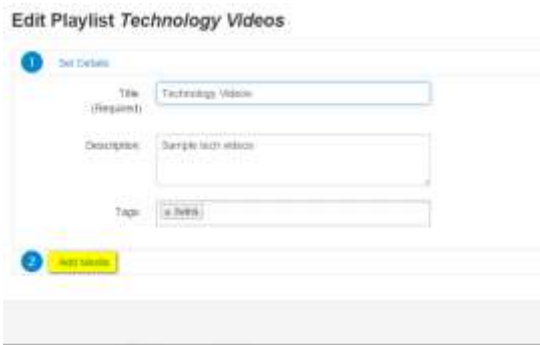 Edit Playlist Technology Videos
1 Set Details
Title
(Required)
Technology Videos
Description
Sample tech videos
Tags
x
2 Add Media